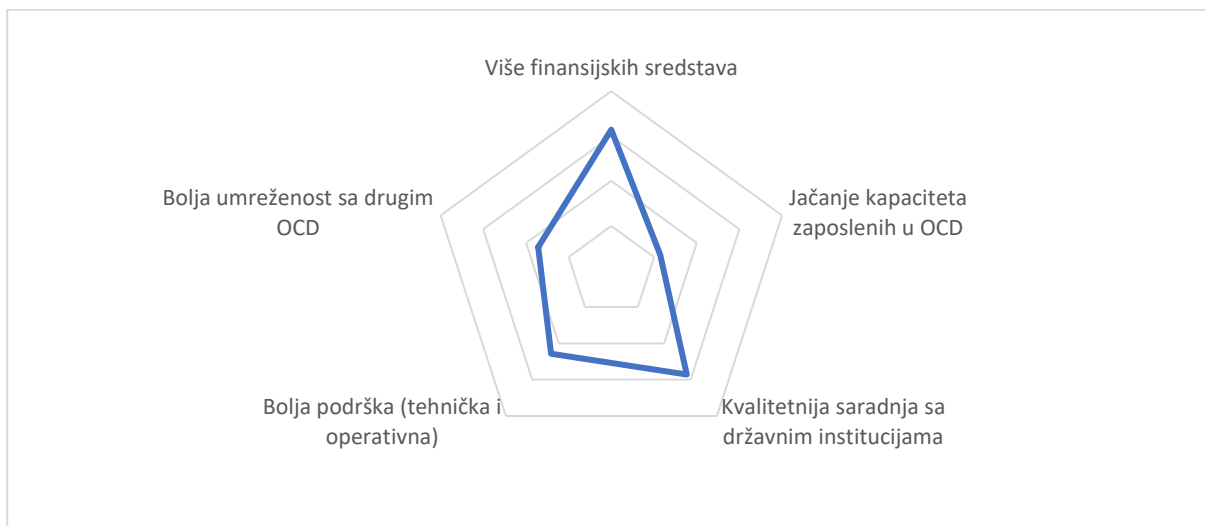 Više finansijskih sredstava
Bolja umreženost sa drugim
OCD
Jačanje kapaciteta
zaposlenih u OCD
Bolja podrška (tehnička i
operativna)
Kvalitetnija saradnja sa
državnim institucijama